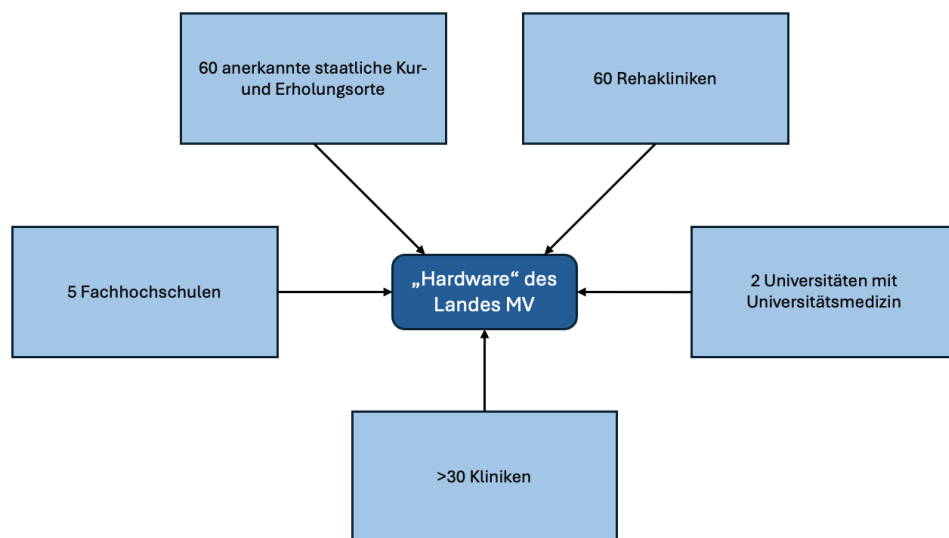 60 anerkannte staatliche Kur-
und Erholungsorte
60 Rehakliniken
5 Fachhochschulen
„Hardware“ des
Landes MV
2 Universitäten mit
Universitätsmedizin
>30 Kliniken